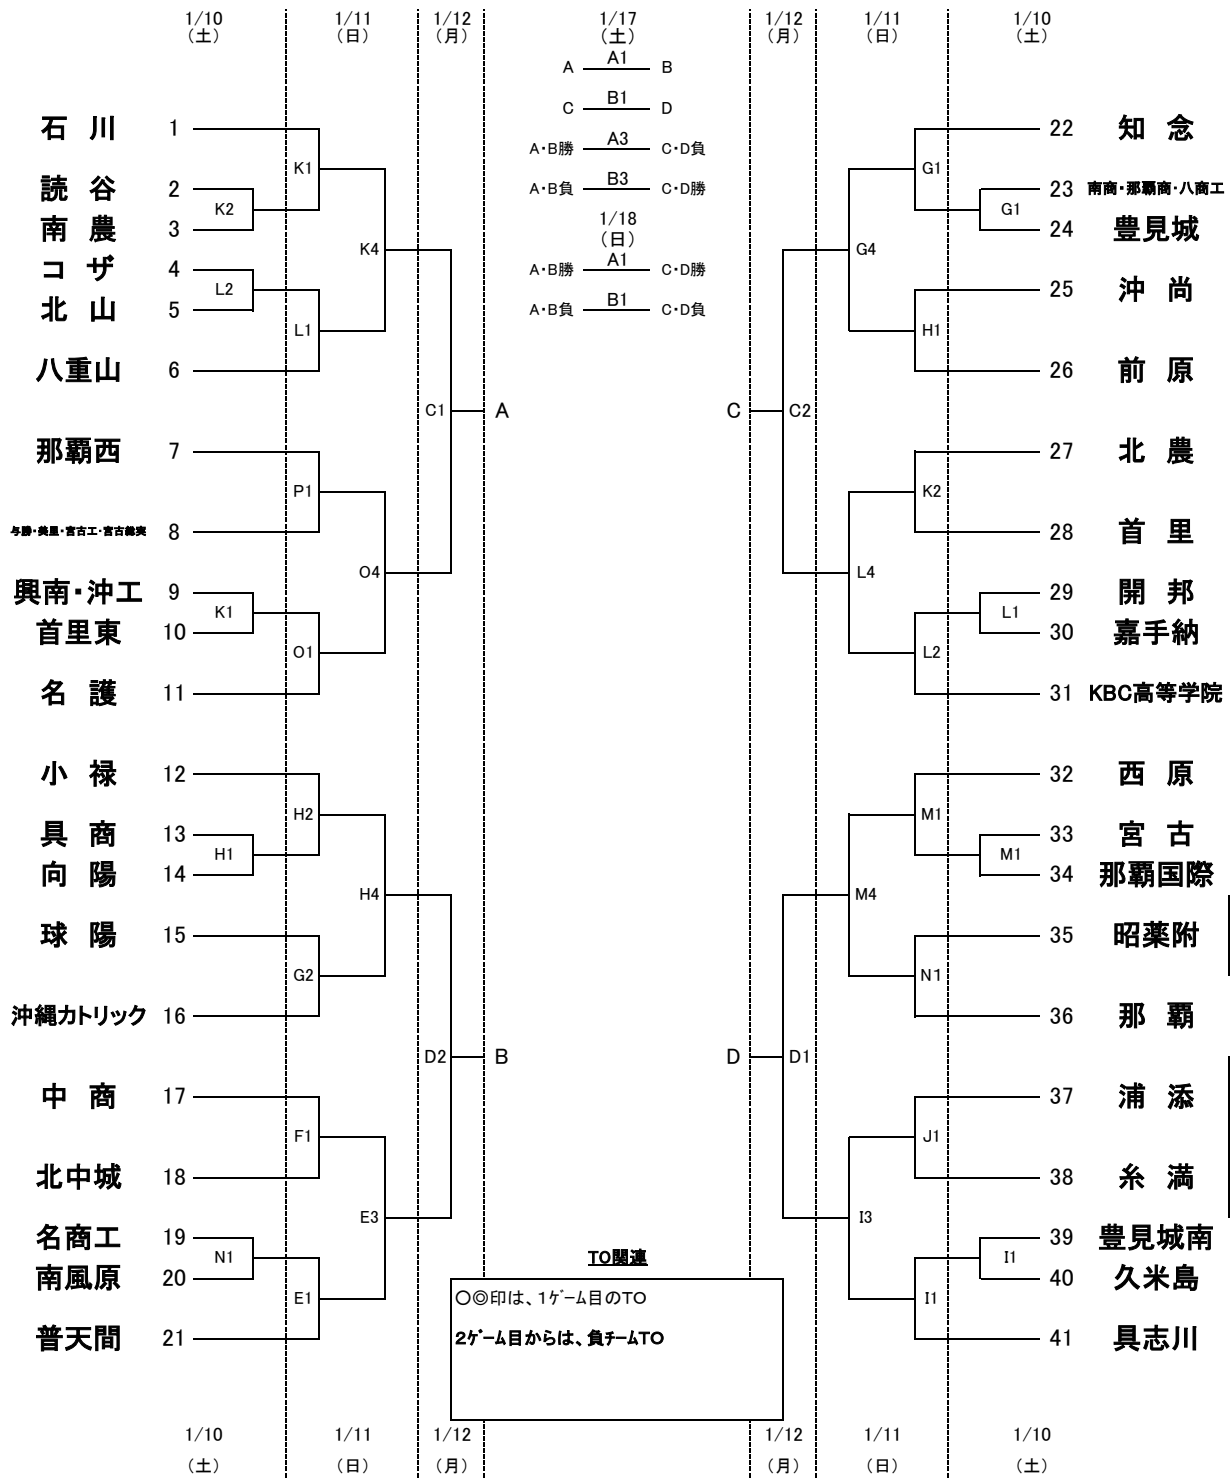 1/10 1/11 1/12 1/17 1/12 1/11 1/10
（土） （日） （月） （土） （月） （日） （土）
A A1 B
C B1 D
石 川 1 22 知 念
A・B勝 A3 C・D負
K1 G1
読 谷 2 A・B負 B3 C・D勝 23 南商・那覇商・八商工
K2 G1
1/18
南 農 3 24 豊見城
（日）
K4 G4
コ ザ 4 A・B勝 A1 C・D勝
L2 25 沖 尚
北 山 5 A・B負 B1 C・D負
L1 H1
八重山 6 26 前 原
C1 A C C2
那覇西 7 27 北 農
P1 K2
与勝・美里・宮古工・宮古総実 8 28 首 里
O4 L4
興南・沖工 9 29 開 邦
K1 L1
首里東 10 30 嘉手納
O1 L2
名 護 11 31 KBC高等学院
小 禄 12 32 西 原
H2 M1
具 商 13 33 宮 古
H1 M1
向 陽 14 34 那覇国際
H4 M4
球 陽 15 35 昭薬附
G2 N1
沖縄カトリック 16 36 那 覇
D2 B D D1
中 商 17 37 浦 添
F1 J1
北中城 18 38 糸 満
E3 I3
名商工 19 39 豊見城南
N1 TO関連 I1
南風原 20 40 久米島
E1 ○◎印は、1ｹﾞｰﾑ目のTO I1
普天間 21 2ｹﾞｰﾑ目からは、負ﾁｰﾑTO 41 具志川
1/10 1/11 1/12 1/12 1/11 1/10
（土） （日） （月） （月） （日） （土）